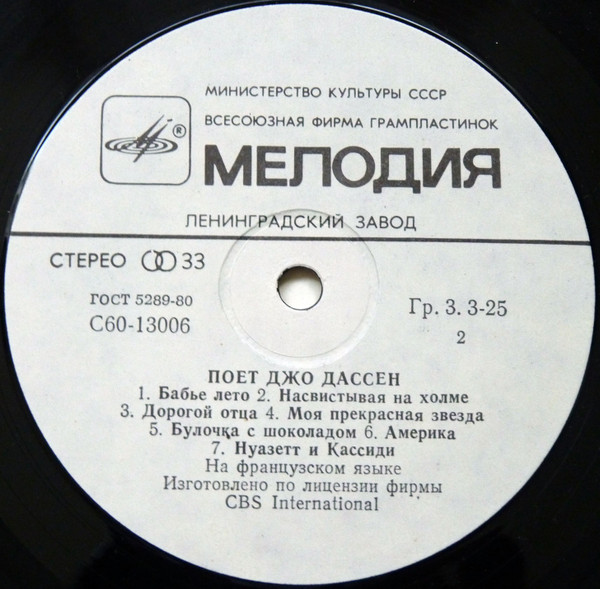 МИНИСТЕРСТВО КУЛЬТУРЫ СССР
ВСЕСОЮЗНАЯ ФИРМА ГРАМПЛАСТИНОК
®
МЕЛОДИЯ
ЛЕНИНГРАДСКИЙ ЗАВОД
СТЕРЕО 33
ГОСТ 5289-80
С60-13006
Гр. 3. 3-25
2
ПОЕТ ДЖО ДАССЕН
1. Бабье лето 2. Насвистывая на холме
3. Дорогой отца 4. Моя прекрасная звезда
5. Булочка с шоколадом 6. Америка
7. Нуазетт и Кассиди
На французском языке
Изготовлено по лицензии фирмы
CBS International